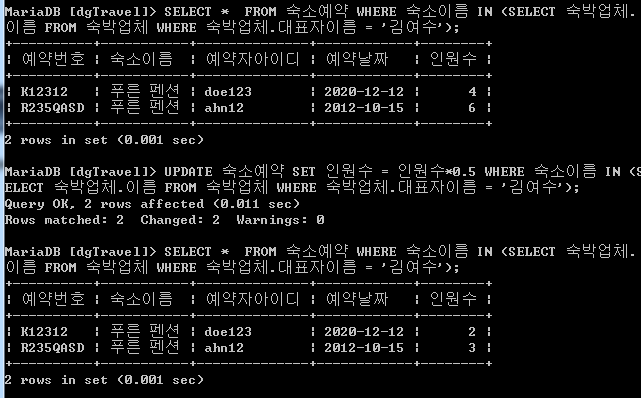 MariaDB [dgTravel]> SELECT *  FROM 숙소예약 WHERE 숙소이름 IN (SELECT 숙박업체.
이름 FROM 숙박업체 WHERE 숙박업체.대표자이름 = '김여수');
+----------+-----------+-------------+------------+--------+
| 예약번호 | 숙소이름 | 예약자아이디 | 예약날짜 | 인원수 |
+----------+-----------+-------------+------------+--------+
| K12312 | 푸른 펜션 | doe123 | 2020-12-12 | 4 |
| R235QASD | 푸른 펜션 | ahn12 | 2012-10-15 | 6 |
+----------+-----------+-------------+------------+--------+
2 rows in set (0.001 sec)
MariaDB [dgTravel]> UPDATE 숙소예약 SET 인원수 = 인원수*0.5 WHERE 숙소이름 IN (S
ELECT 숙박업체.이름 FROM 숙박업체 WHERE 숙박업체.대표자이름 = '김여수');
Query OK, 2 rows affected (0.011 sec)
Rows matched: 2  Changed: 2  Warnings: 0
MariaDB [dgTravel]> SELECT *  FROM 숙소예약 WHERE 숙소이름 IN (SELECT 숙박업체.
이름 FROM 숙박업체 WHERE 숙박업체.대표자이름 = '김여수');
+----------+-----------+-------------+------------+--------+
| 예약번호 | 숙소이름 | 예약자아이디 | 예약날짜 | 인원수 |
+----------+-----------+-------------+------------+--------+
| K12312 | 푸른 펜션 | doe123 | 2020-12-12 | 2 |
| R235QASD | 푸른 펜션 | ahn12 | 2012-10-15 | 3 |
+----------+-----------+-------------+------------+--------+
2 rows in set (0.001 sec)